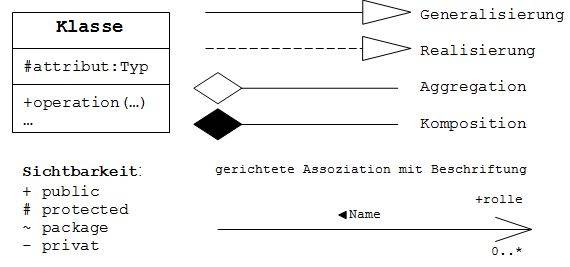 Klasse
#attribut:Typ
+operation(…)
…
Generalisierung
Realisierung
Aggregation
Komposition
Sichtbarkeit:
+ public
# protected
~ package
- privat
gerichtete Assoziation mit Beschriftung
+rolle
◄Name
0..*